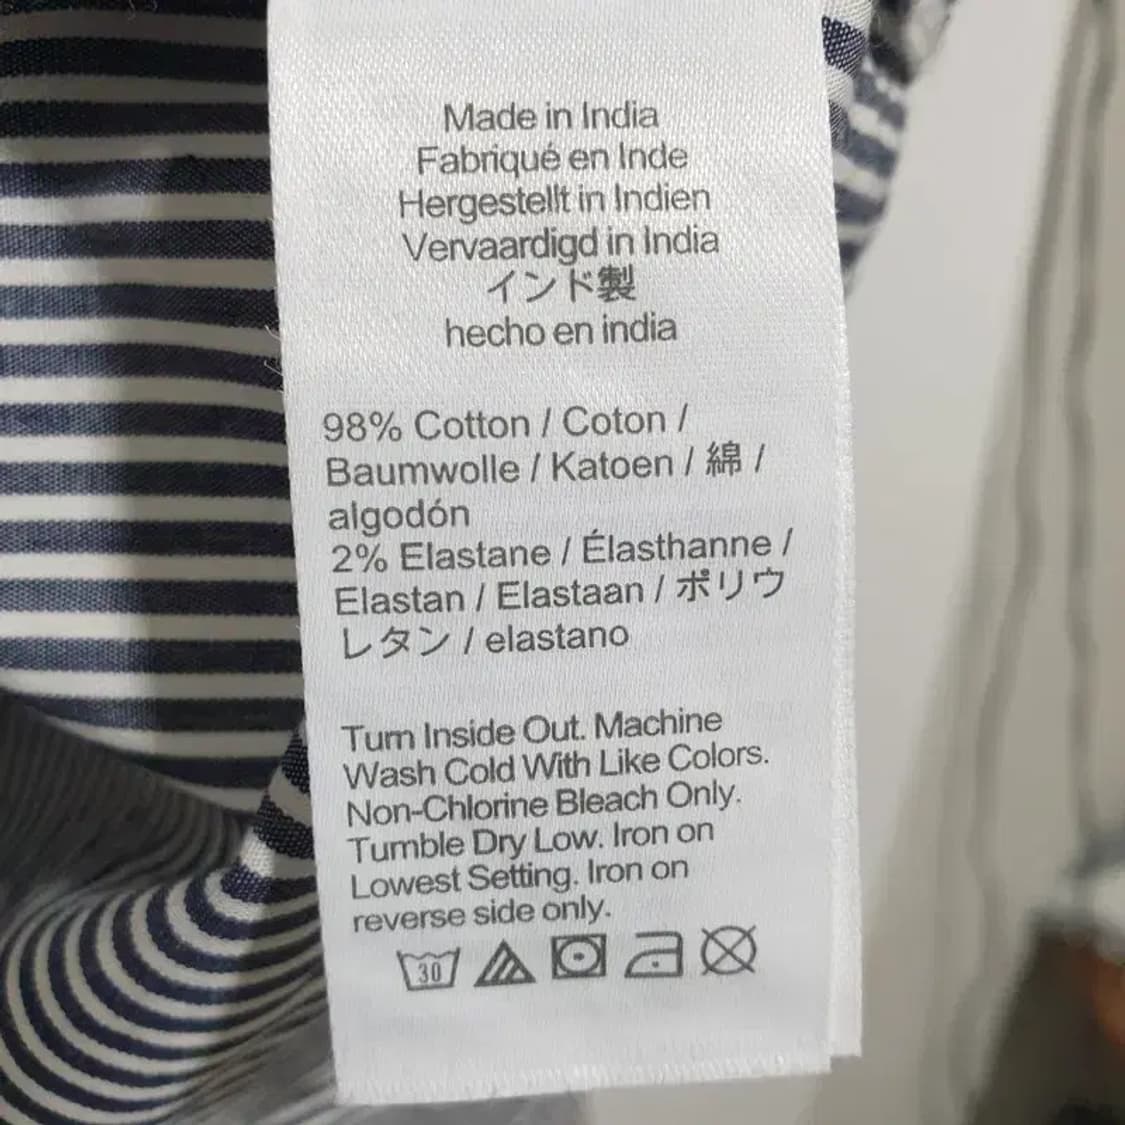 Made in India
Fabriqué en Inde
Hergestellt in Indien
Vervaardigd in India
インド製
hecho en india
98% Cotton / Coton /
Baumwolle / Katoen / 綿 /
algodón
2% Elastane / Élasthanne /
Elastan / Elastaan / ポリウ
レタン / elastano
Turn Inside Out. Machine
Wash Cold With Like Colors.
Non-Chlorine Bleach Only.
Tumble Dry Low. Iron on
Lowest Setting. Iron on
reverse side only.
30